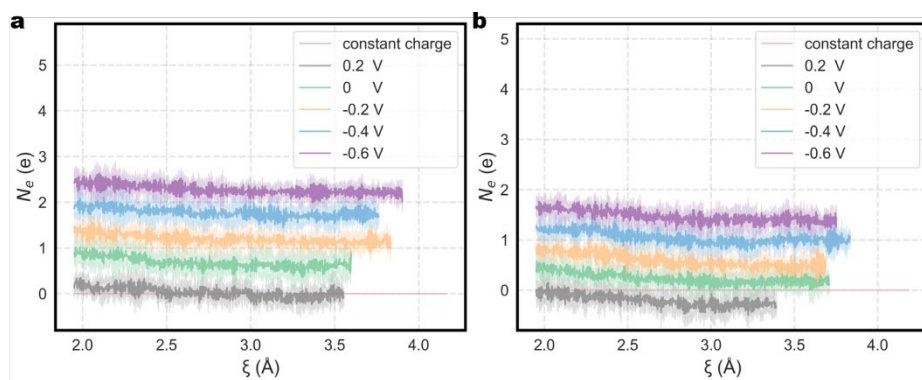 a
b
constant charge
0.2 V
0 V
-0.2 V
-0.4 V
-0.6 V
5
4
3
2
1
0
Nₑ (e)
2.0 2.5 3.0 3.5 4.0
ξ (Å)
constant charge
0.2 V
0 V
-0.2 V
-0.4 V
-0.6 V
5
4
3
2
1
0
Nₑ (e)
2.0 2.5 3.0 3.5 4.0
ξ (Å)